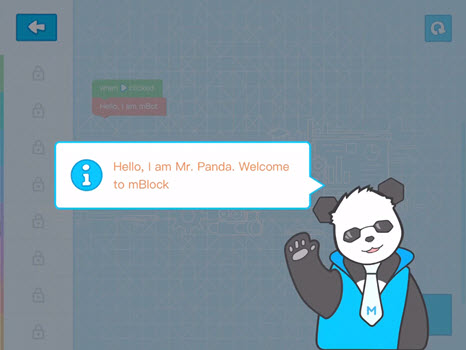 when clicked
Hello, I am mBot
Hello, I am Mr. Panda. Welcome
to mBlock
M